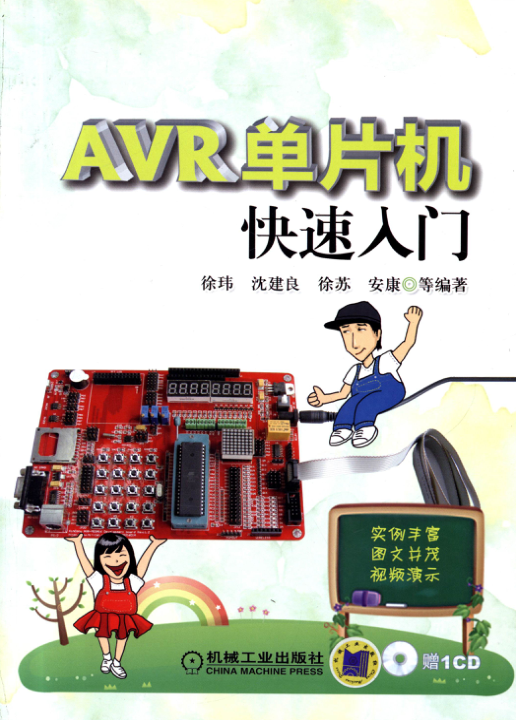 AVR单片机
快速入门
徐玮 沈建良 徐苏 安康◎等编著
实例丰富
图文并茂
视频演示
机械工业出版社
CHINA MACHINE PRESS
赠1CD